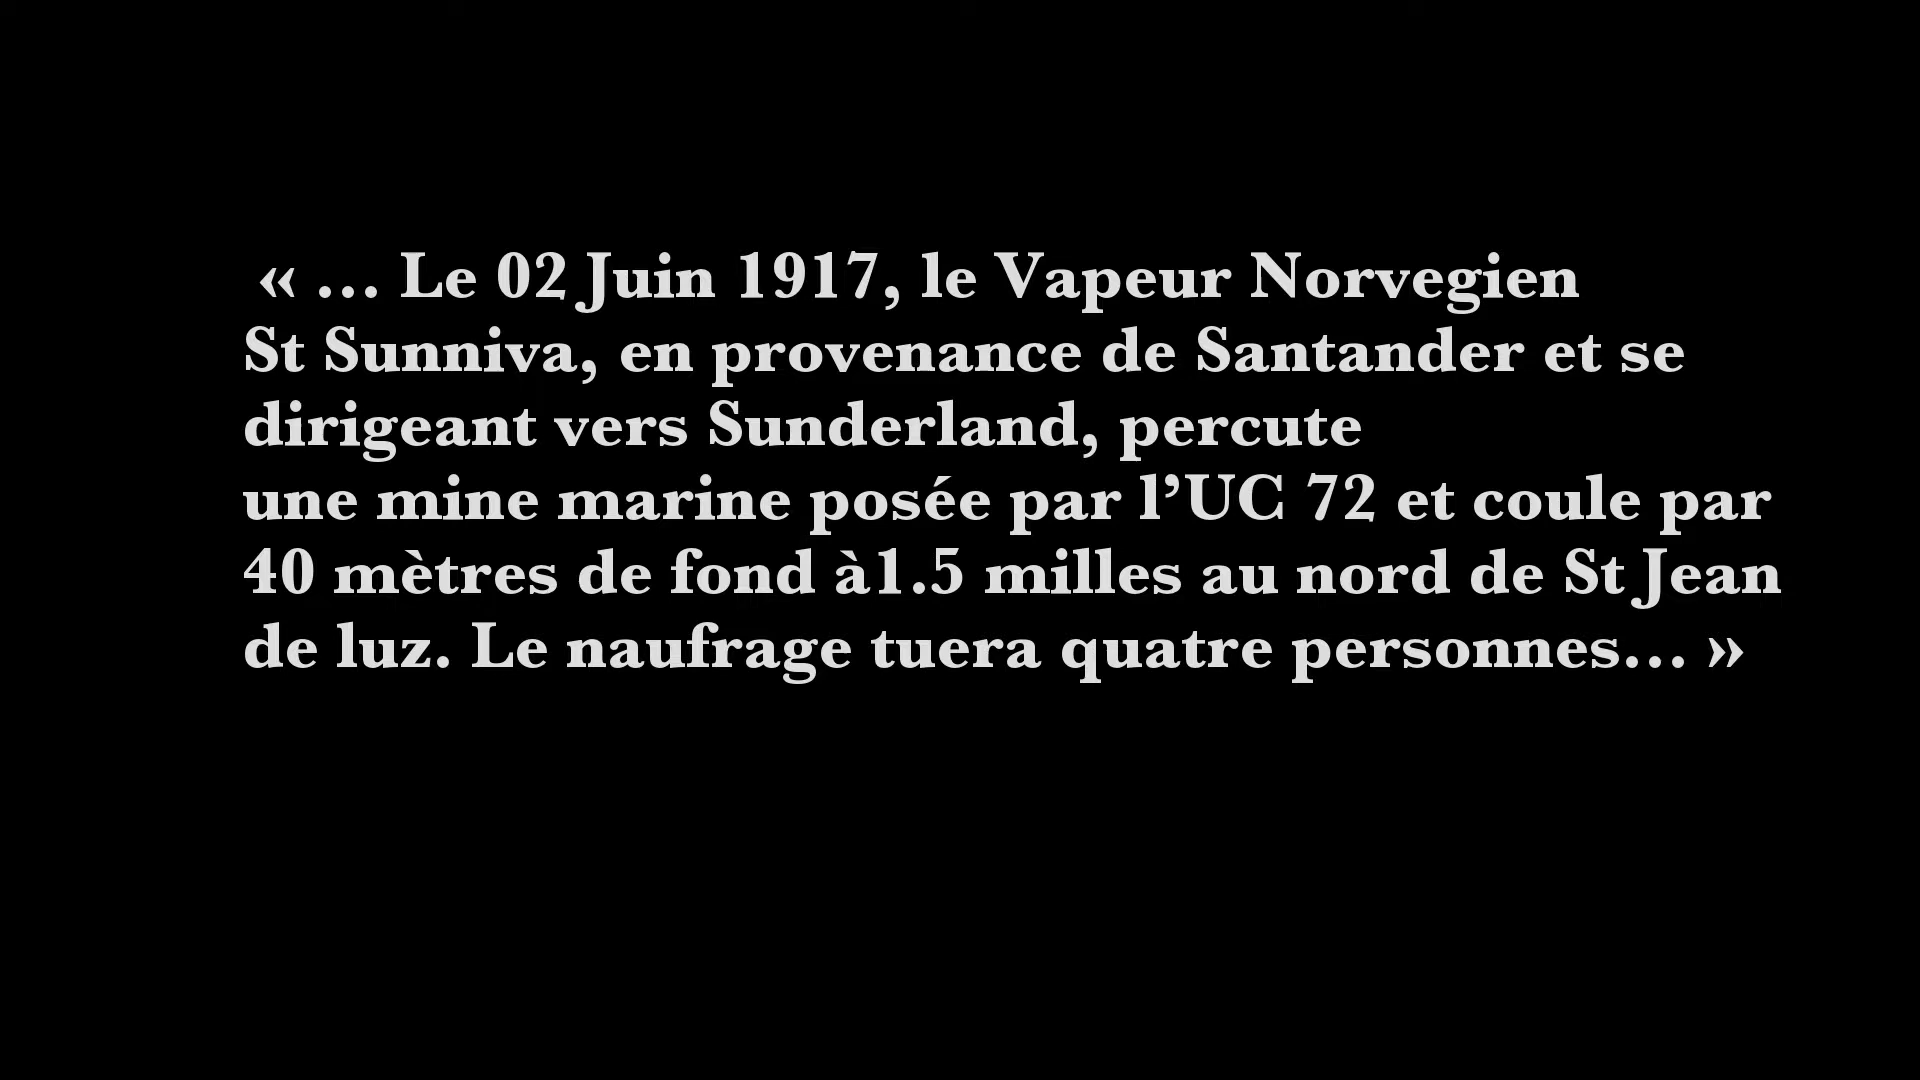 « … Le 02 Juin 1917, le Vapeur Norvegien
St Sunniva, en provenance de Santander et se
dirigeant vers Sunderland, percute
une mine marine posée par l’UC 72 et coule par
40 mètres de fond à1.5 milles au nord de St Jean
de luz. Le naufrage tuera quatre personnes… »